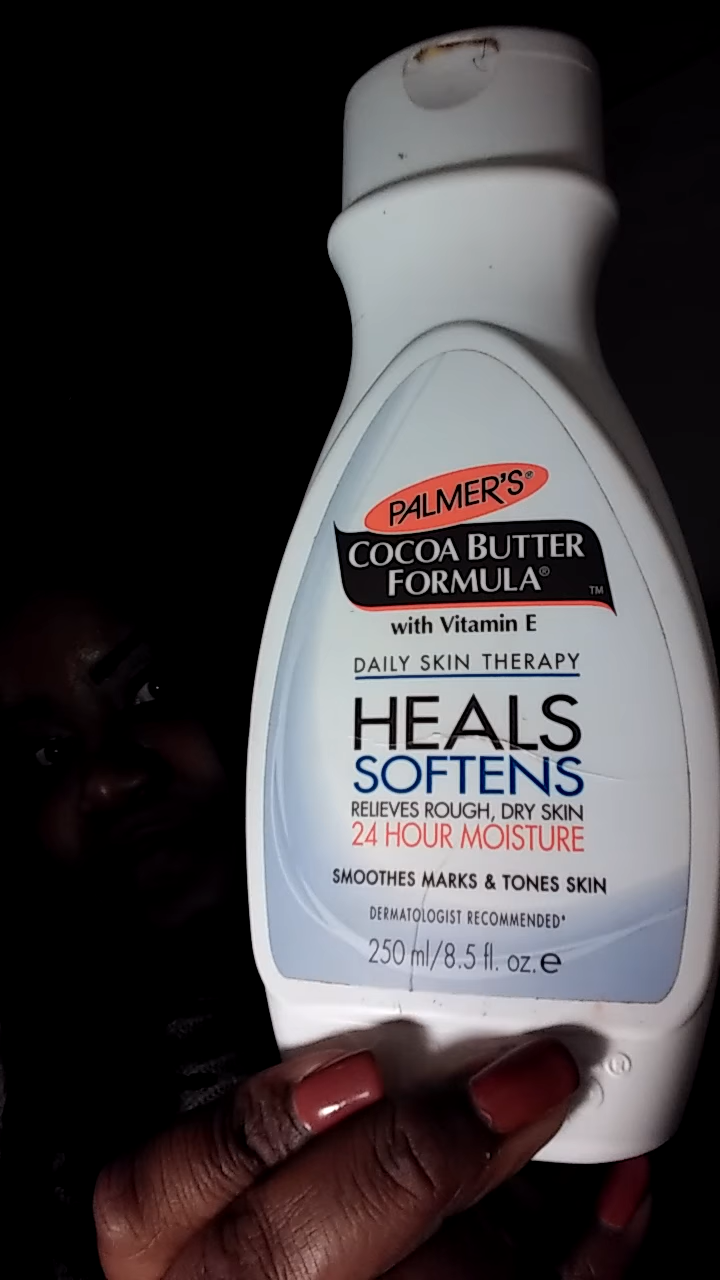 PALMER'S®
COCOA BUTTER
FORMULA®
TM
with Vitamin E
DAILY SKIN THERAPY
HEALS
SOFTENS
RELIEVES ROUGH, DRY SKIN
24 HOUR MOISTURE
SMOOTHES MARKS & TONES SKIN
DERMATOLOGIST RECOMMENDED*
250 ml/8.5 fl. oz. ℮